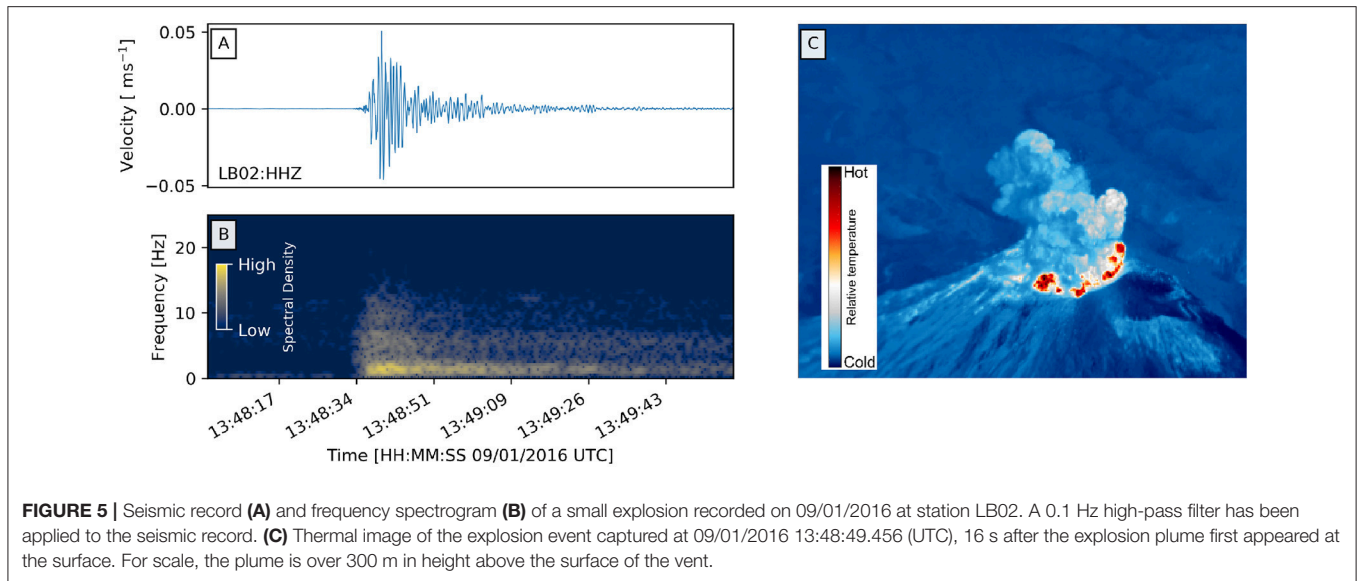 A
0.05
0.00
−0.05
Velocity [ ms⁻¹]
LB02:HHZ
B
20
10
0
Frequency [Hz]
High
Low
Spectral Density
13:48:17
13:48:34
13:48:51
13:49:09
13:49:26
13:49:43
Time [HH:MM:SS 09/01/2016 UTC]
C
Hot
Relative temperature
Cold
FIGURE 5 | Seismic record (A) and frequency spectrogram (B) of a small explosion recorded on 09/01/2016 at station LB02. A 0.1 Hz high-pass filter has been
applied to the seismic record. (C) Thermal image of the explosion event captured at 09/01/2016 13:48:49.456 (UTC), 16 s after the explosion plume first appeared at
the surface. For scale, the plume is over 300 m in height above the surface of the vent.